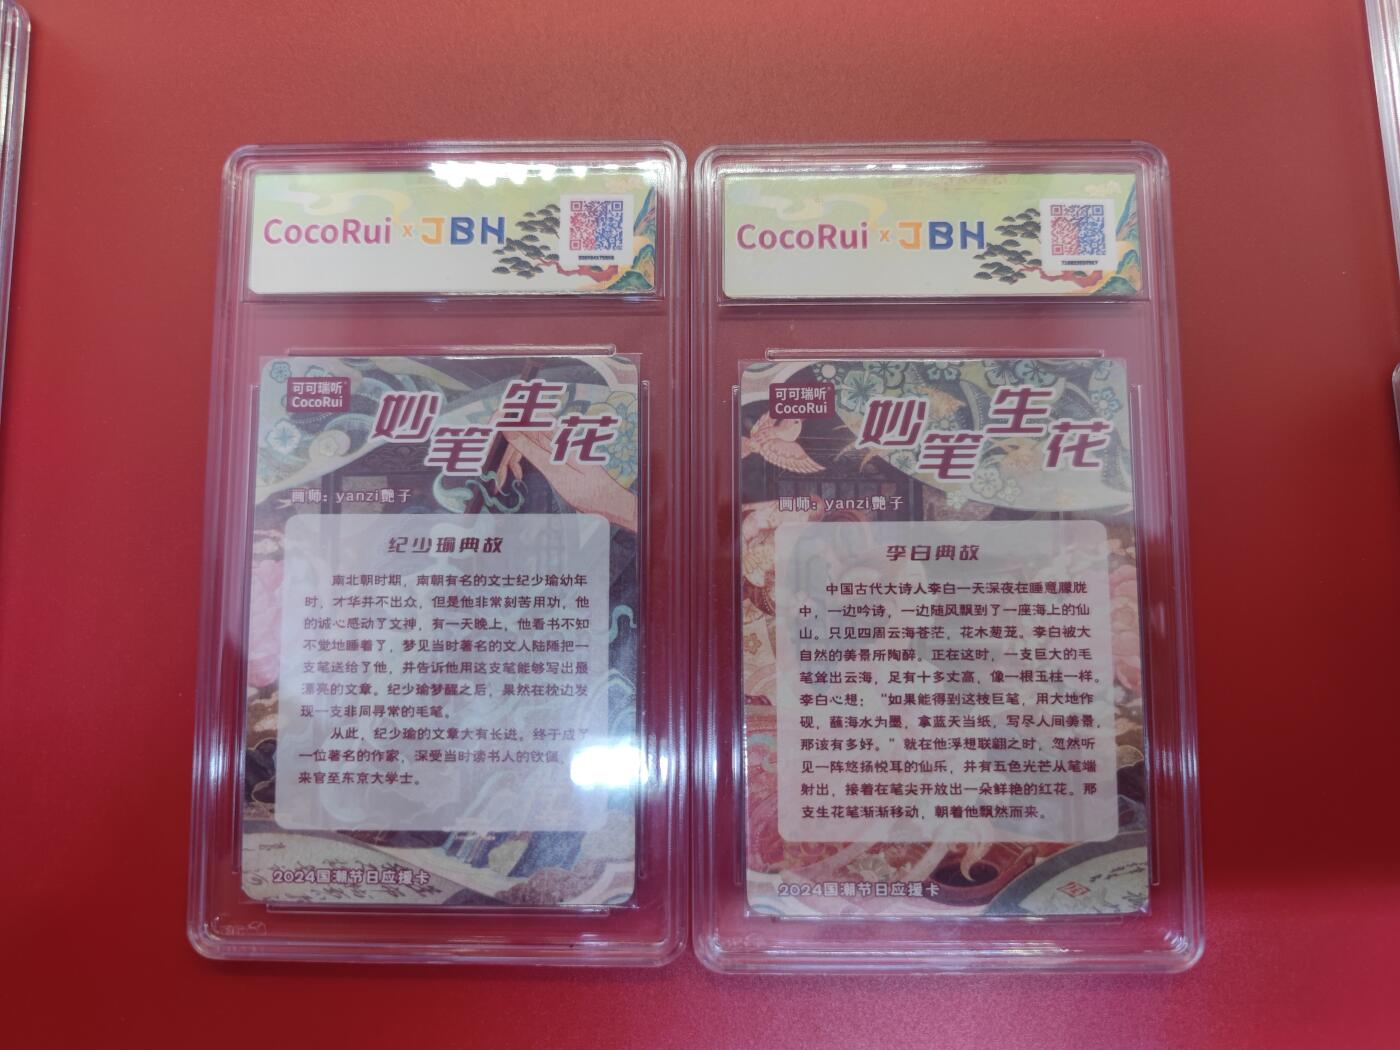 CocoRui x JBH
可可瑞听
CocoRui
妙笔生花
画师：yanzi艷子
纪少瑜典故
南北朝时期，南朝有名的文士纪少瑜幼年
时，才华并不出众，但是他非常刻苦用功，他
的诚心感动了文神，有一天晚上，他看书不知
不觉地睡着了，梦见当时著名的文人陆陲把一
支笔送给了他，并告诉他用这支笔能够写出最
漂亮的文章。纪少瑜梦醒之后，果然在枕边发
现一支非同寻常的毛笔。
从此，纪少瑜的文章大有长进。终于成了
一位著名的作家，深受当时读书人的钦佩
来官至东京大学士。
2024国潮节日应援卡
CocoRui x JBH
可可瑞听
CocoRui
妙笔生花
画师：yanzi艷子
李白典故
中国古代大诗人李白一天深夜在睡意朦胧
中，一边吟诗，一边随风飘到了一座海上的仙
山。只见四周云海苍茫，花木葱茏。李白被大
自然的美景所陶醉。正在这时，一支巨大的毛
笔耸出云海，足有十多丈高，像一根玉柱一样。
李白心想：“如果能得到这枝巨笔，用大地作
砚，蘸海水为墨，拿蓝天当纸，写尽人间美景，
那该有多好。”就在他浮想联翩之时，忽然听
见一阵悠扬悦耳的仙乐，并有五色光芒从笔端
射出，接着在笔尖开放出一朵鲜艳的红花。那
支生花笔渐渐移动，朝着他飘然而来。
2024国潮节日应援卡